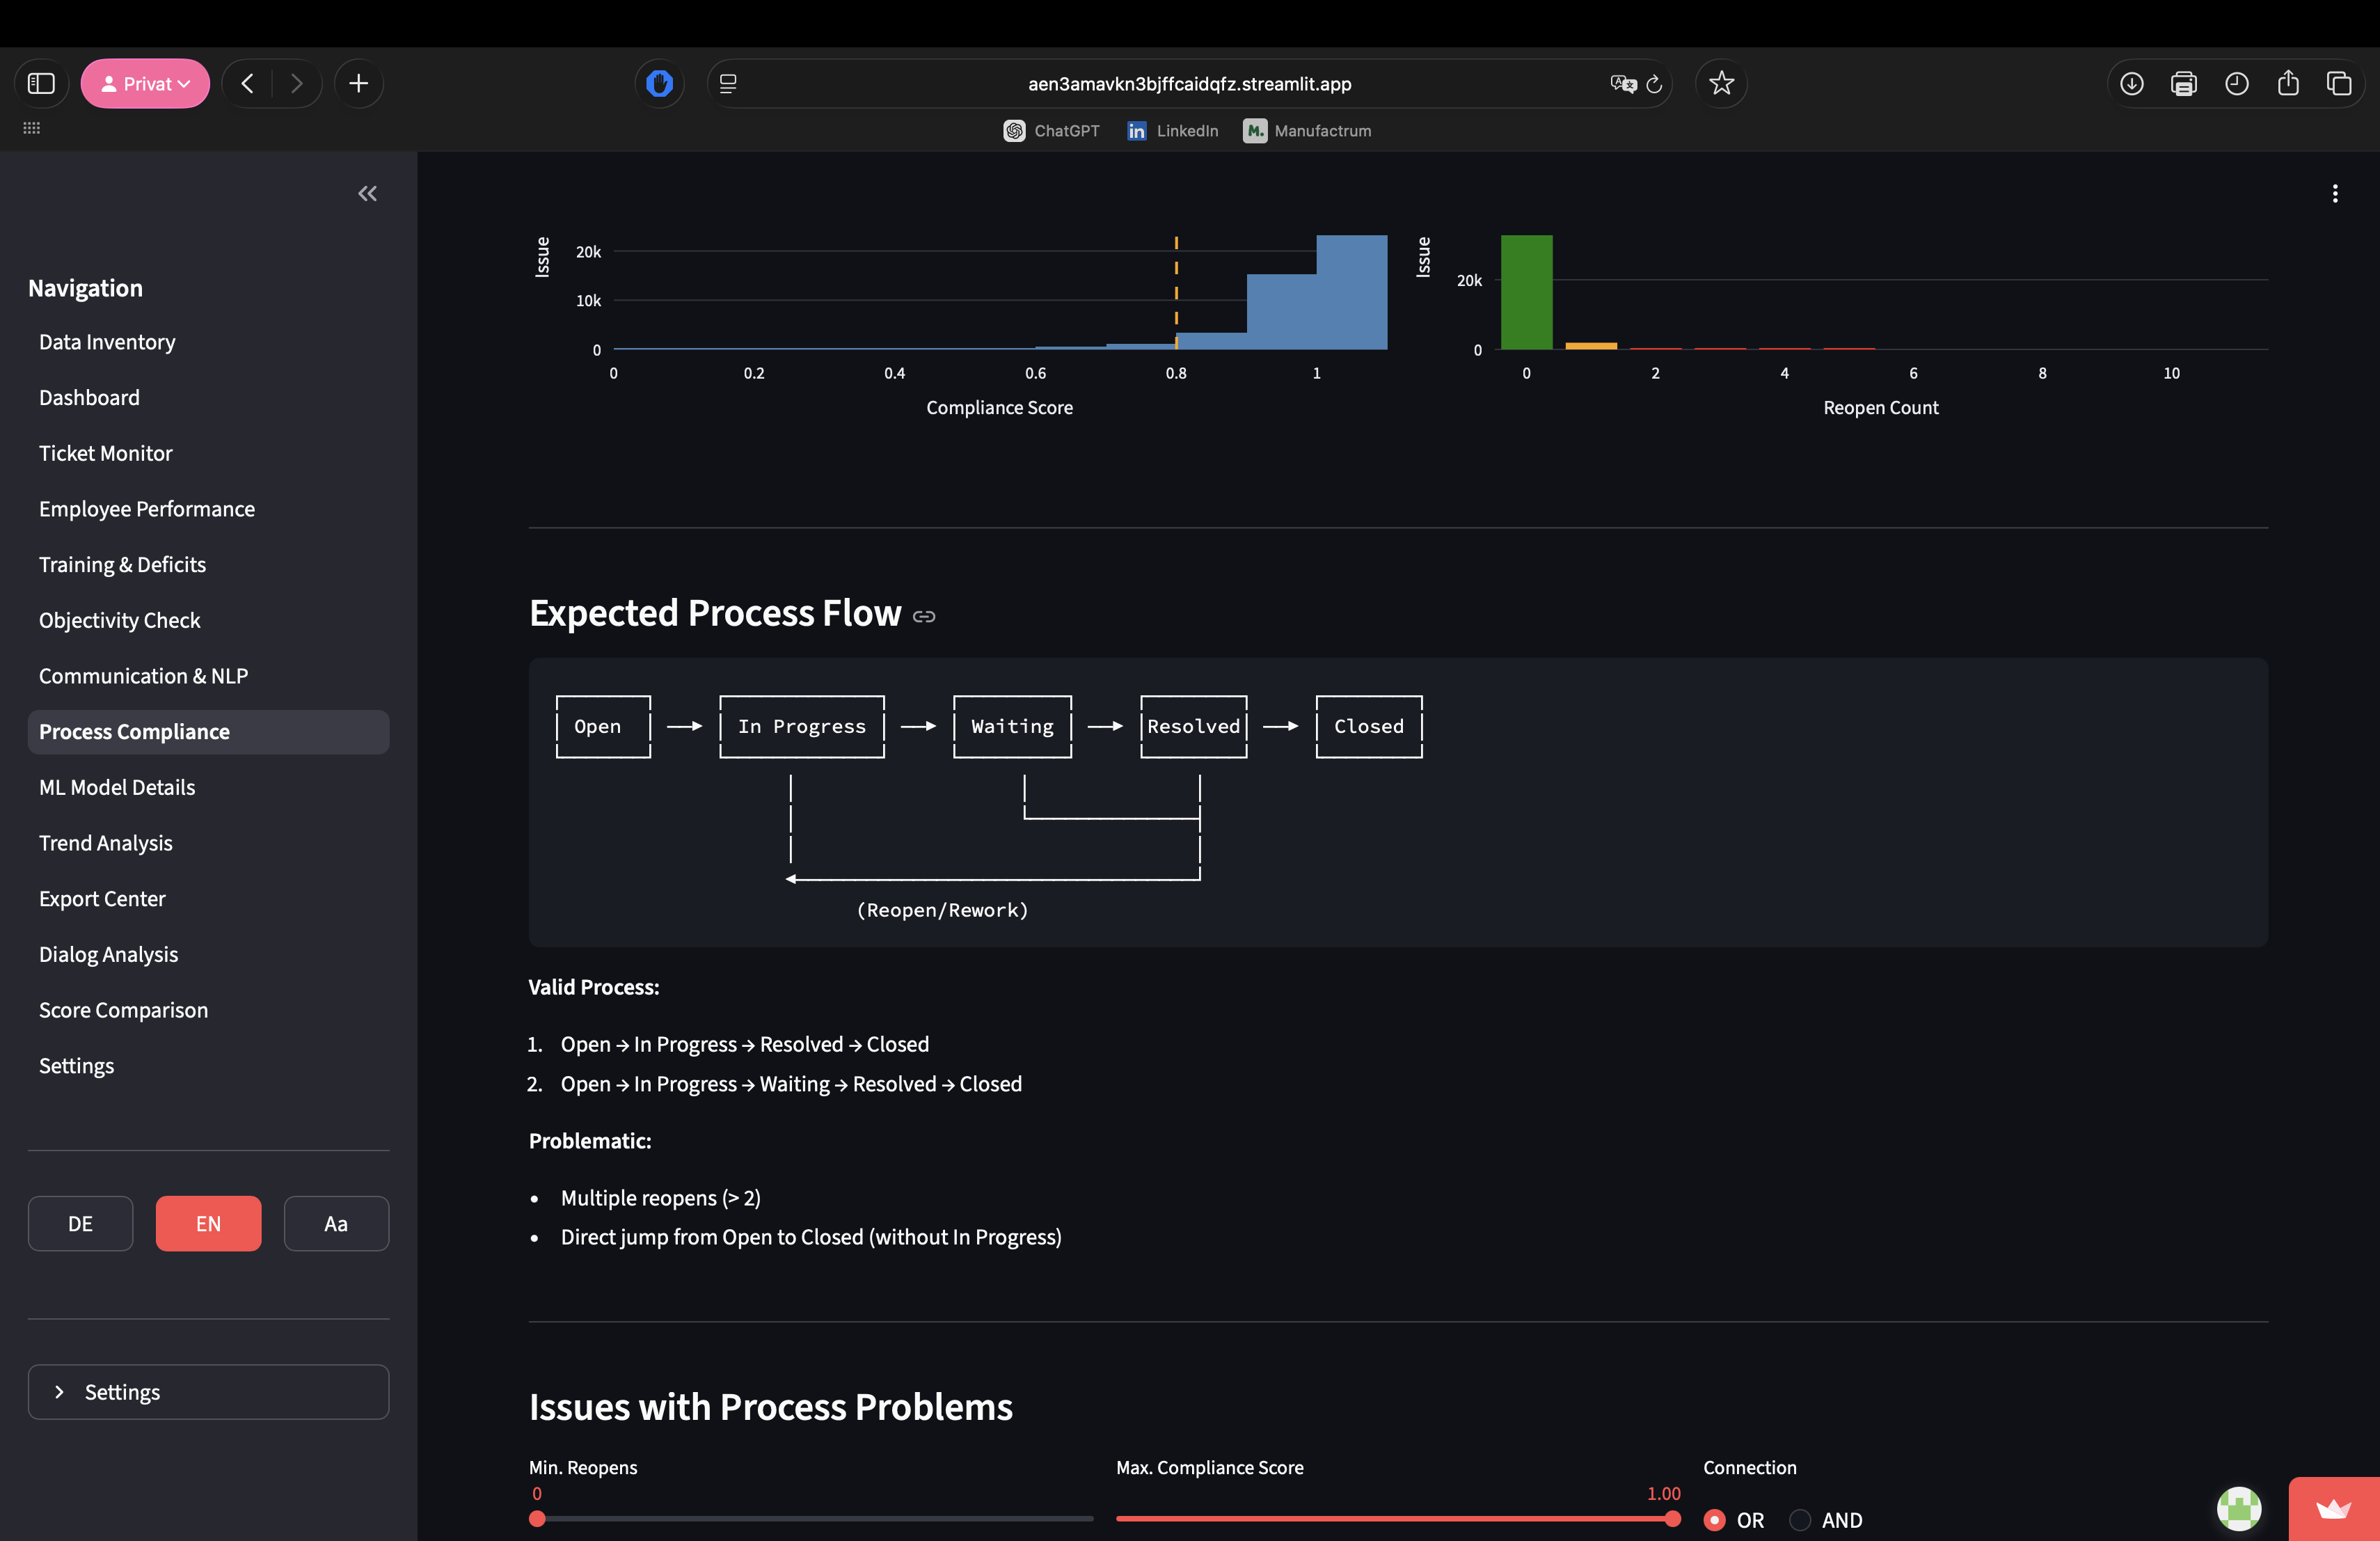 Privat
aen3amavkn3bjffcaidqfz.streamlit.app
ChatGPT
LinkedIn
M. Manufactrum
Navigation
Data Inventory
Dashboard
Ticket Monitor
Employee Performance
Training & Deficits
Objectivity Check
Communication & NLP
Process Compliance
ML Model Details
Trend Analysis
Export Center
Dialog Analysis
Score Comparison
Settings
DE
EN
Aa
Settings
Issue
20k
10k
0
0 0.2 0.4 0.6 0.8 1
Compliance Score
Issue
20k
0
0 2 4 6 8 10
Reopen Count
Expected Process Flow
Open → In Progress → Waiting → Resolved → Closed
(Reopen/Rework)
Valid Process:
1. Open → In Progress → Resolved → Closed
2. Open → In Progress → Waiting → Resolved → Closed
Problematic:
• Multiple reopens (> 2)
• Direct jump from Open to Closed (without In Progress)
Issues with Process Problems
Min. Reopens
0
Max. Compliance Score
1.00
Connection
OR
AND